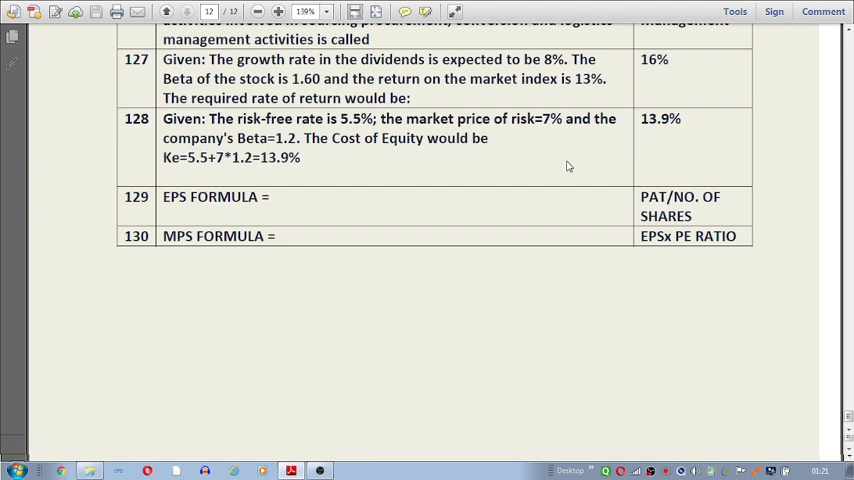 Tools
Sign
Comment
12 / 12
139%
management activities is called
127
Given: The growth rate in the dividends is expected to be 8%. The
16%
Beta of the stock is 1.60 and the return on the market index is 13%.
The required rate of return would be:
128
Given: The risk-free rate is 5.5%; the market price of risk=7% and the
13.9%
company's Beta=1.2. The Cost of Equity would be
Ke=5.5+7*1.2=13.9%
129
EPS FORMULA =
PAT/NO. OF
SHARES
130
MPS FORMULA =
EPSx PE RATIO
Desktop
01:21